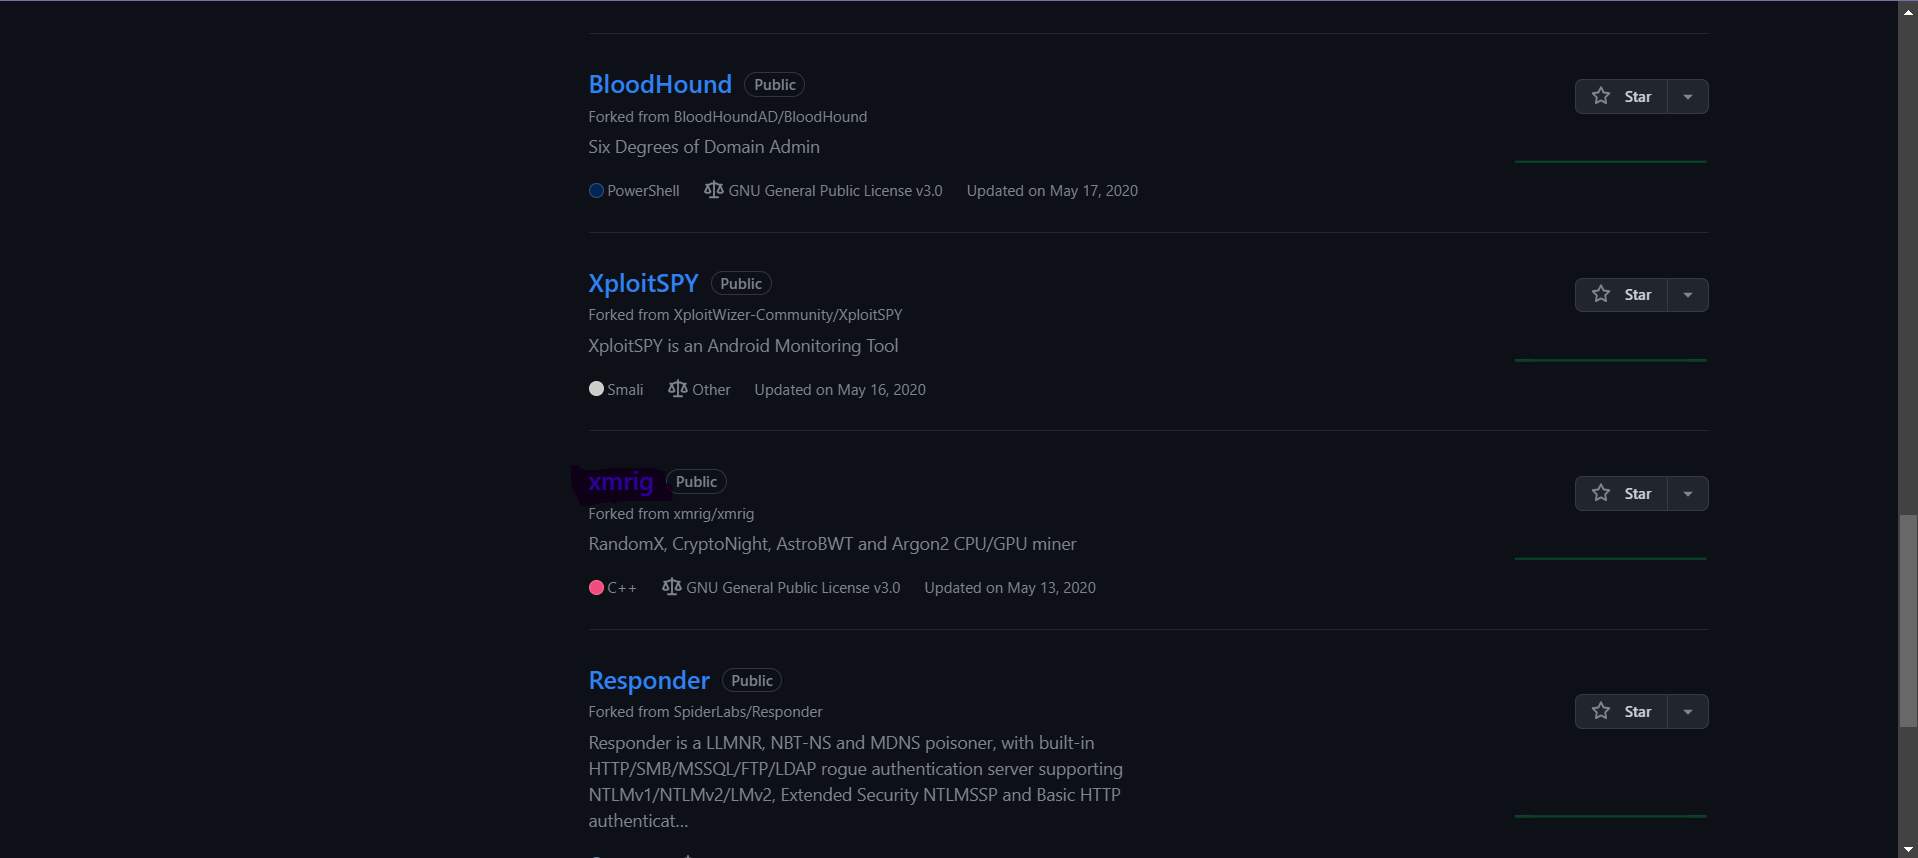 BloodHound Public
Star
Forked from BloodHoundAD/BloodHound
Six Degrees of Domain Admin
PowerShell GNU General Public License v3.0 Updated on May 17, 2020
XploitSPY Public
Star
Forked from XploitWizer-Community/XploitSPY
XploitSPY is an Android Monitoring Tool
Smali Other Updated on May 16, 2020
xmrig Public
Star
Forked from xmrig/xmrig
RandomX, CryptoNight, AstroBWT and Argon2 CPU/GPU miner
C++ GNU General Public License v3.0 Updated on May 13, 2020
Responder Public
Star
Forked from SpiderLabs/Responder
Responder is a LLMNR, NBT-NS and MDNS poisoner, with built-in
HTTP/SMB/MSSQL/FTP/LDAP rogue authentication server supporting
NTLMv1/NTLMv2/LMv2, Extended Security NTLMSSP and Basic HTTP
authenticat...